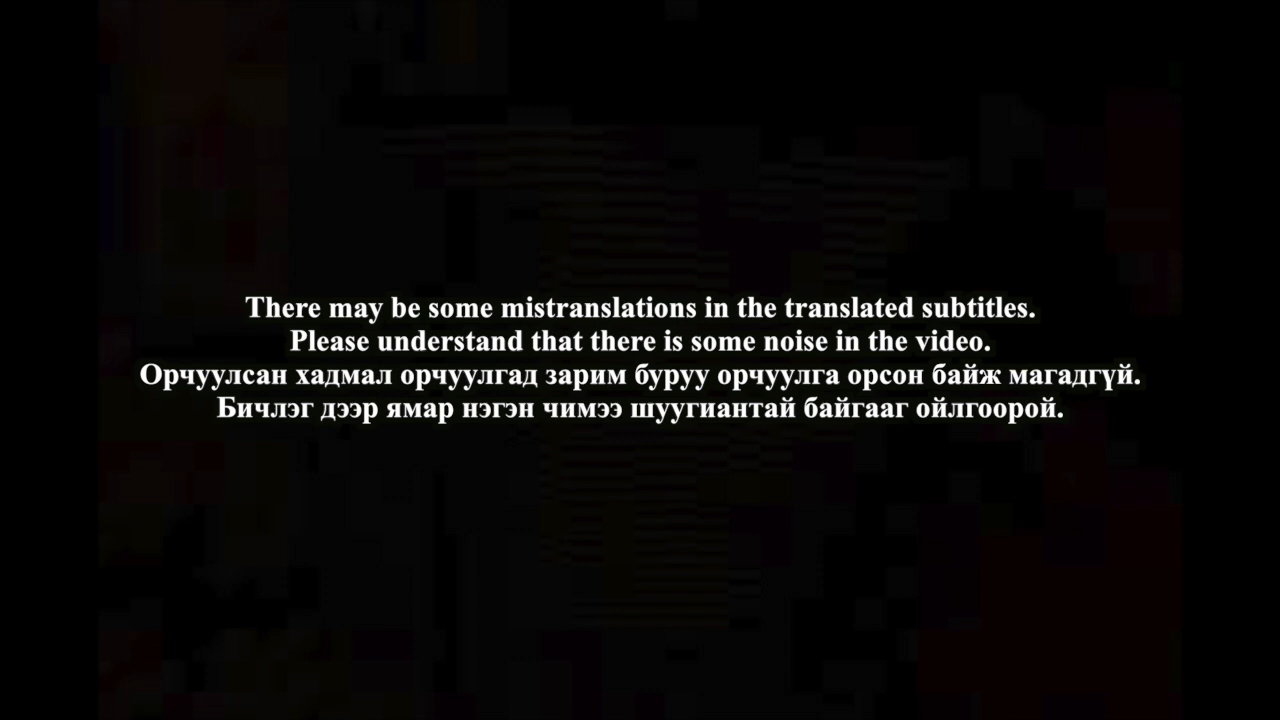 There may be some mistranslations in the translated subtitles.
Please understand that there is some noise in the video.
Орчуулсан хадмал орчуулгад зарим буруу орчуулга орсон байж магадгүй.
Бичлэг дээр ямар нэгэн чимээ шуугиантай байгааг ойлгоорой.